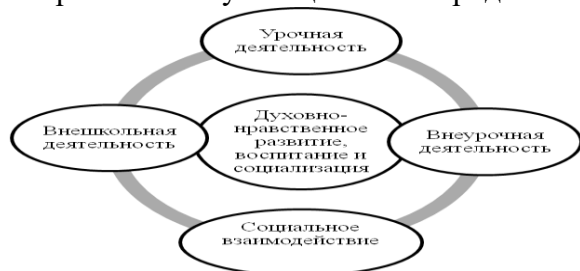 Урочная
деятельность
Духовно-
нравственное
развитие,
воспитание и
социализация
Внешкольная
деятельность
Внеурочная
деятельность
Социальное
взаимодействие